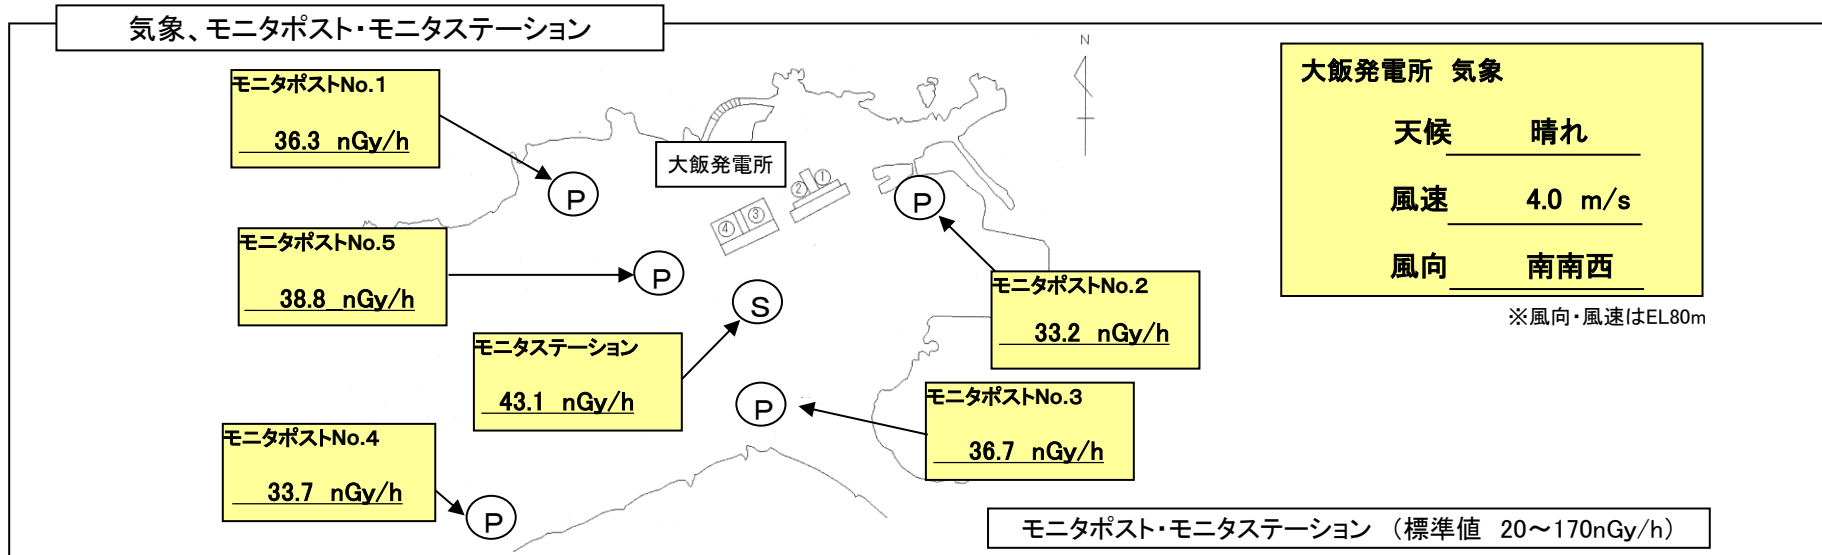 気象、モニタポスト・モニタステーション
N
モニタポストNo.1
36.3 nGy/h
P
大飯発電所
①
②
③
④
P
モニタポストNo.5
38.8 nGy/h
P
S
モニタポストNo.2
33.2 nGy/h
モニタステーション
43.1 nGy/h
P
モニタポストNo.3
36.7 nGy/h
モニタポストNo.4
33.7 nGy/h
P
大飯発電所 気象
天候 晴れ
風速 4.0 m/s
風向 南南西
※風向・風速はEL80m
モニタポスト・モニタステーション (標準値 20～170nGy/h)